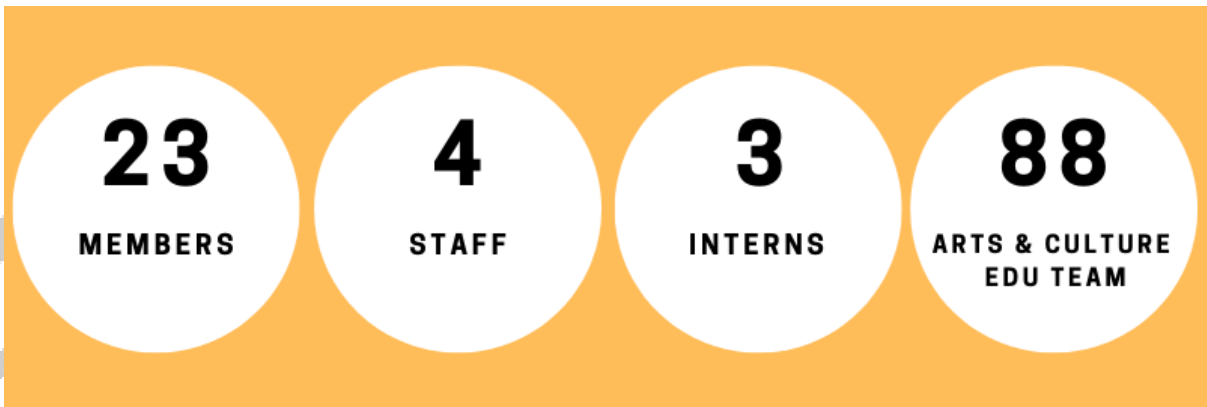 23
MEMBERS
4
STAFF
3
INTERNS
88
ARTS & CULTURE
EDU TEAM